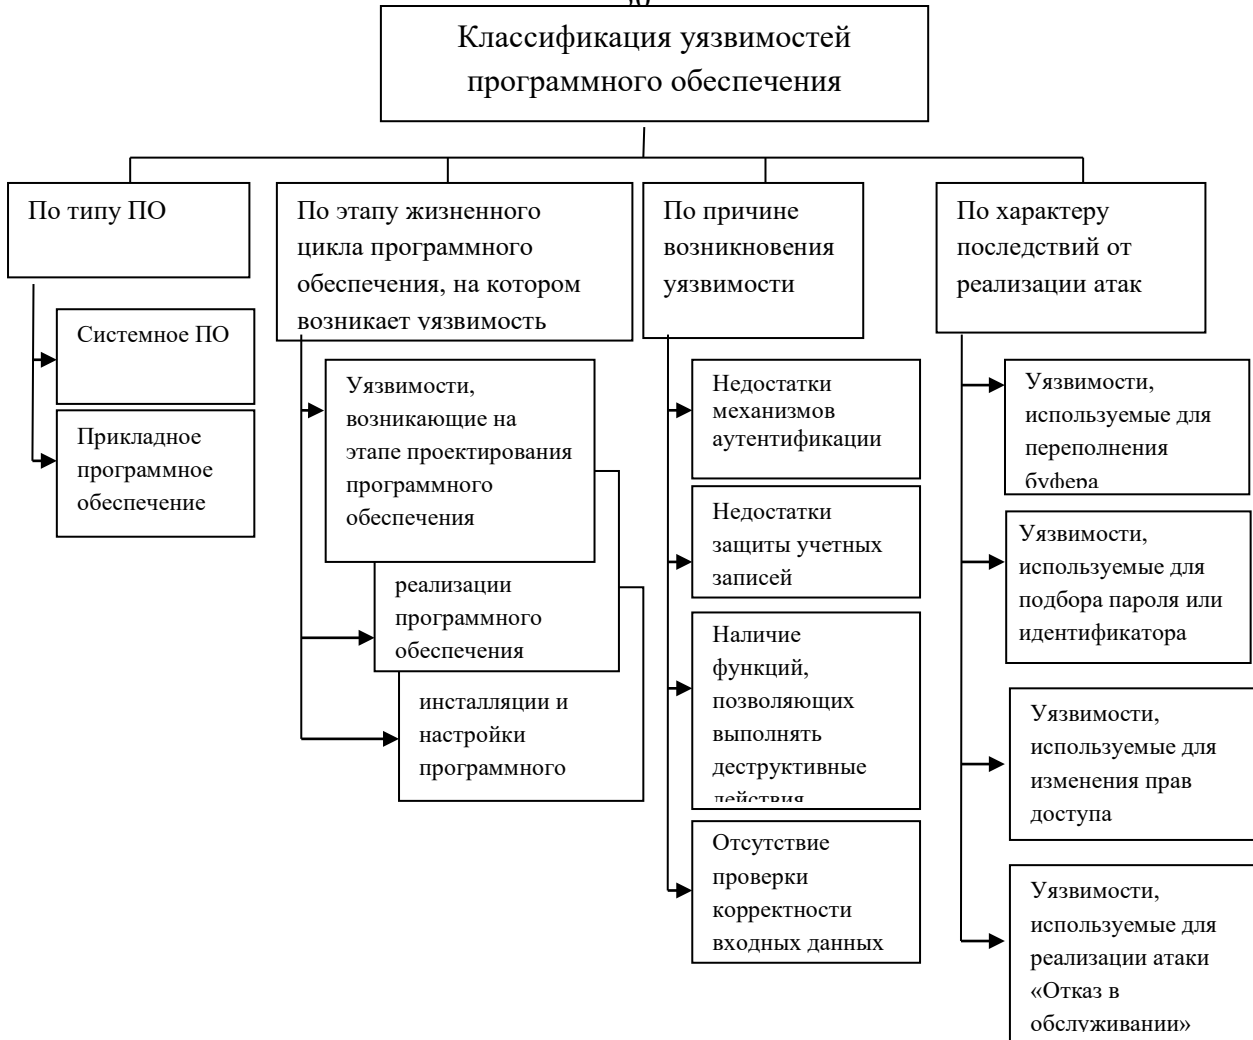 Классификация уязвимостей
программного обеспечения
По типу ПО
Системное ПО
Прикладное
программное
обеспечение
По этапу жизненного
цикла программного
обеспечения, на котором
возникает уязвимость
Уязвимости,
возникающие на
этапе проектирования
программного
обеспечения
реализации
программного
обеспечения
инсталляции и
настройки
программного
По причине
возникновения
уязвимости
Недостатки
механизмов
аутентификации
Недостатки
защиты учетных
записей
Наличие
функций,
позволяющих
выполнять
деструктивные
действия
Отсутствие
проверки
корректности
входных данных
По характеру
последствий от
реализации атак
Уязвимости,
используемые для
переполнения
буфера
Уязвимости,
используемые для
подбора пароля или
идентификатора
Уязвимости,
используемые для
изменения прав
доступа
Уязвимости,
используемые для
реализации атаки
«Отказ в
обслуживании»